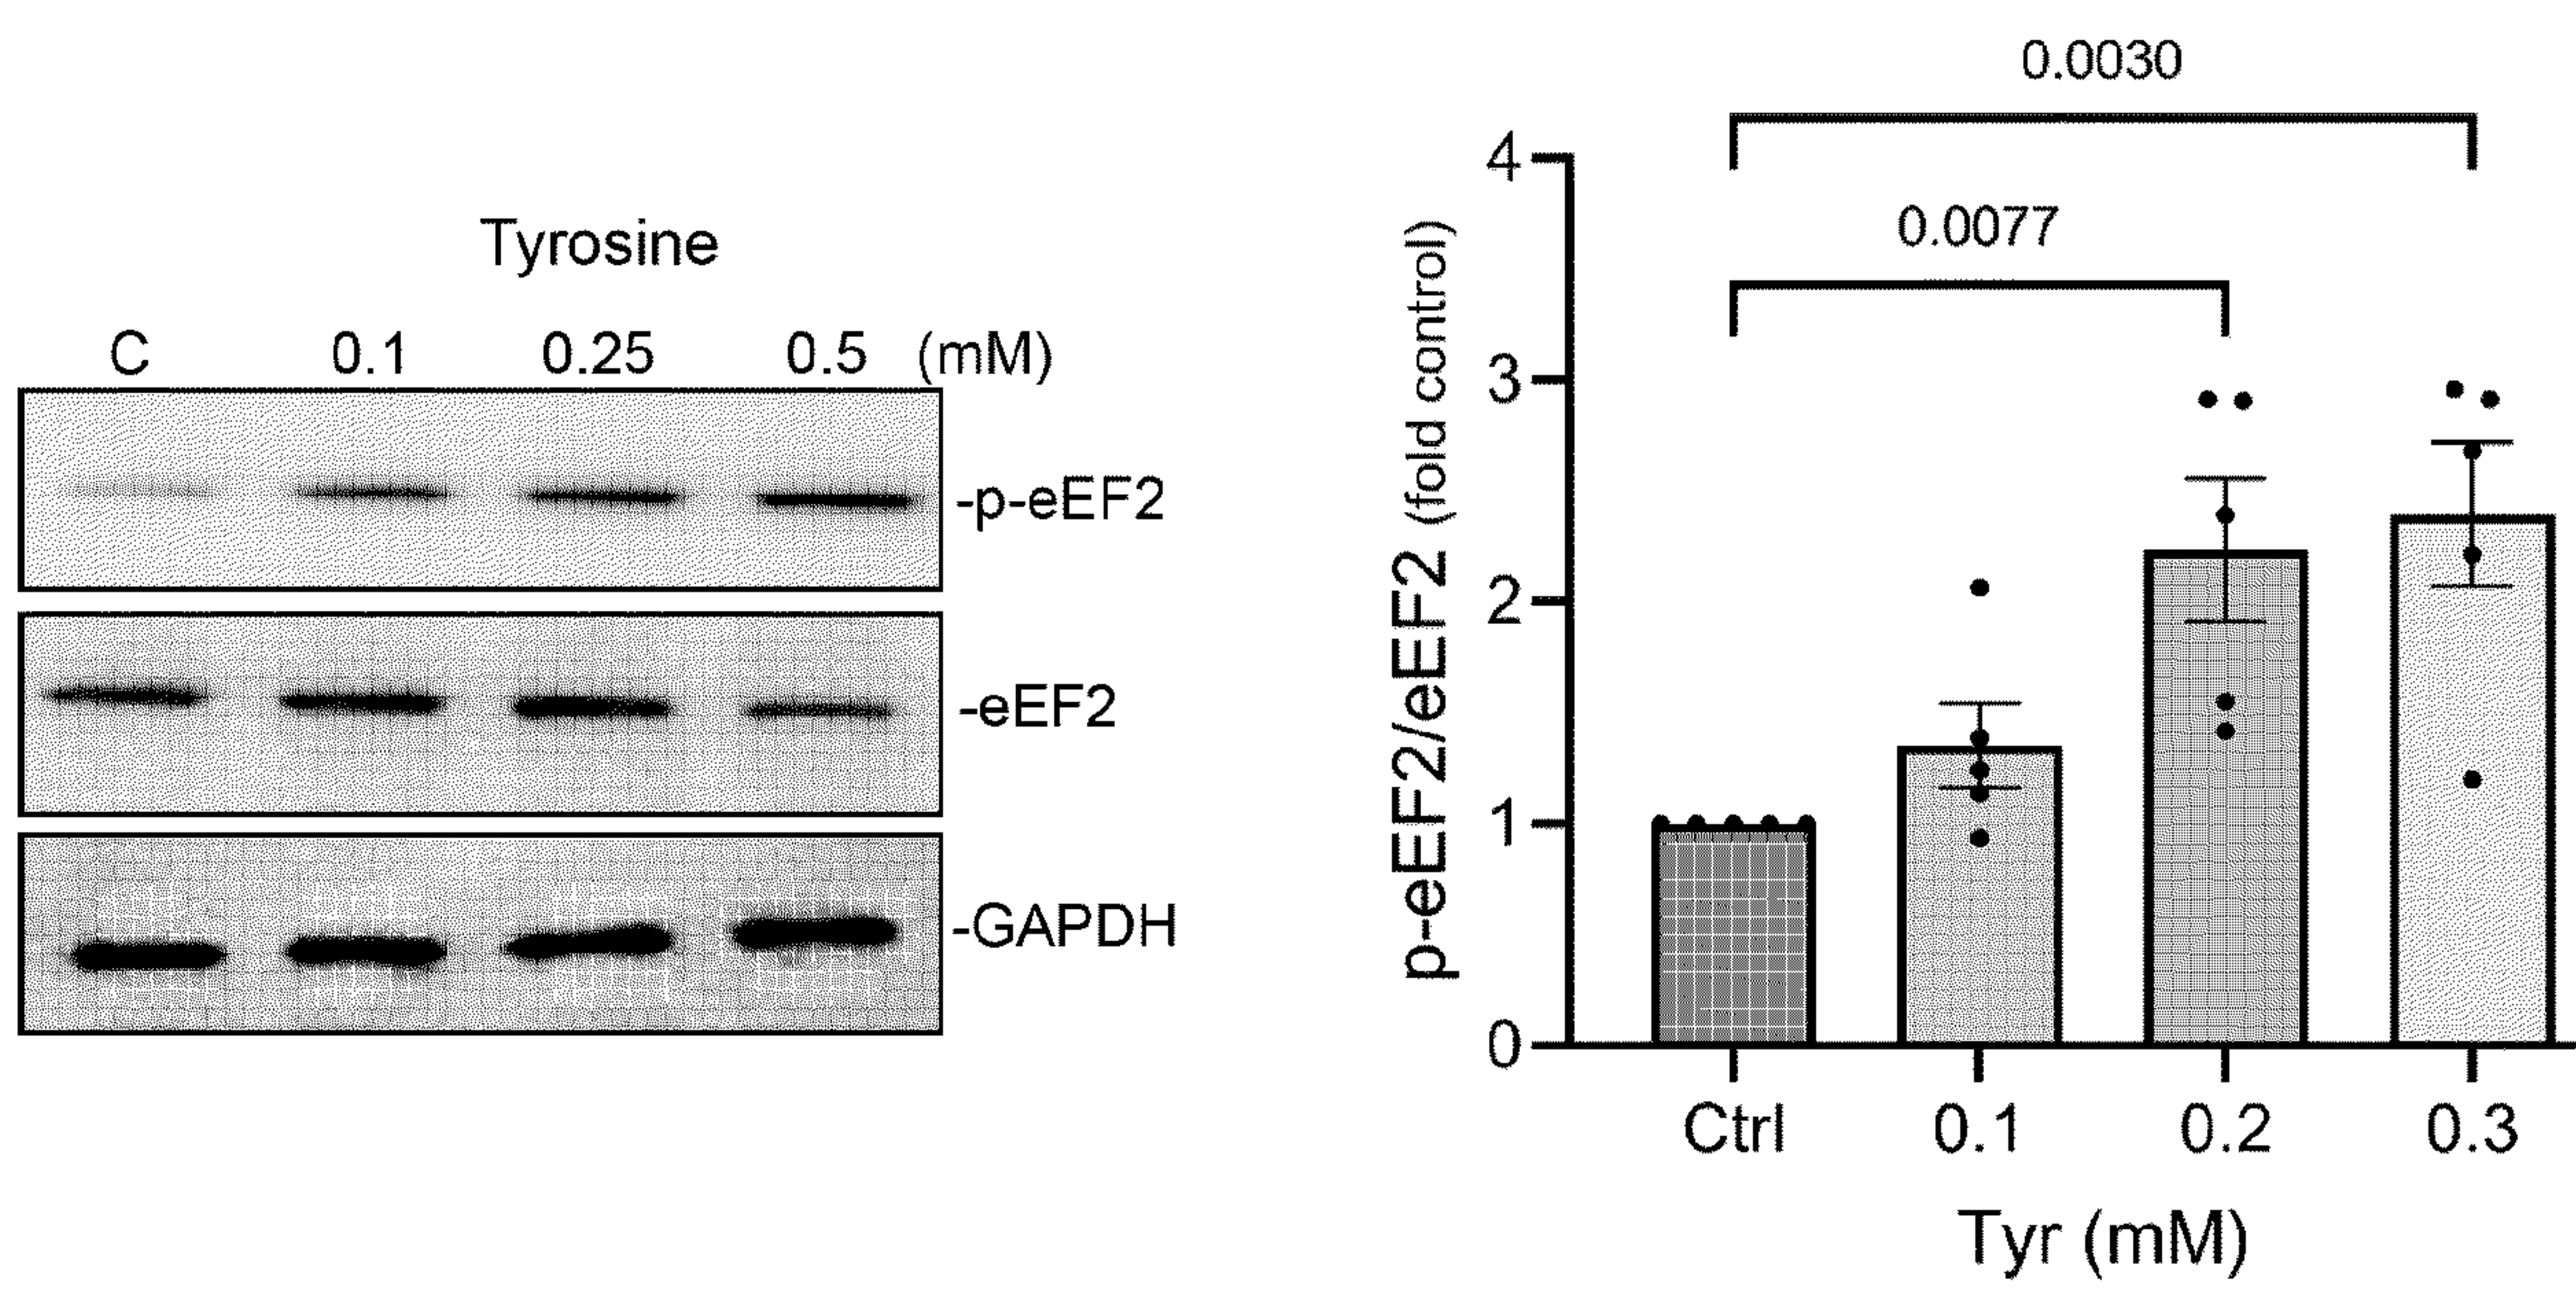 Tyrosine
C 0.1 0.25 0.5 (mM)
-p-eEF2
-eEF2
-GAPDH
0.0030
0.0077
p-eEF2/eEF2 (fold control)
4
3
2
1
0
Ctrl 0.1 0.2 0.3
Tyr (mM)